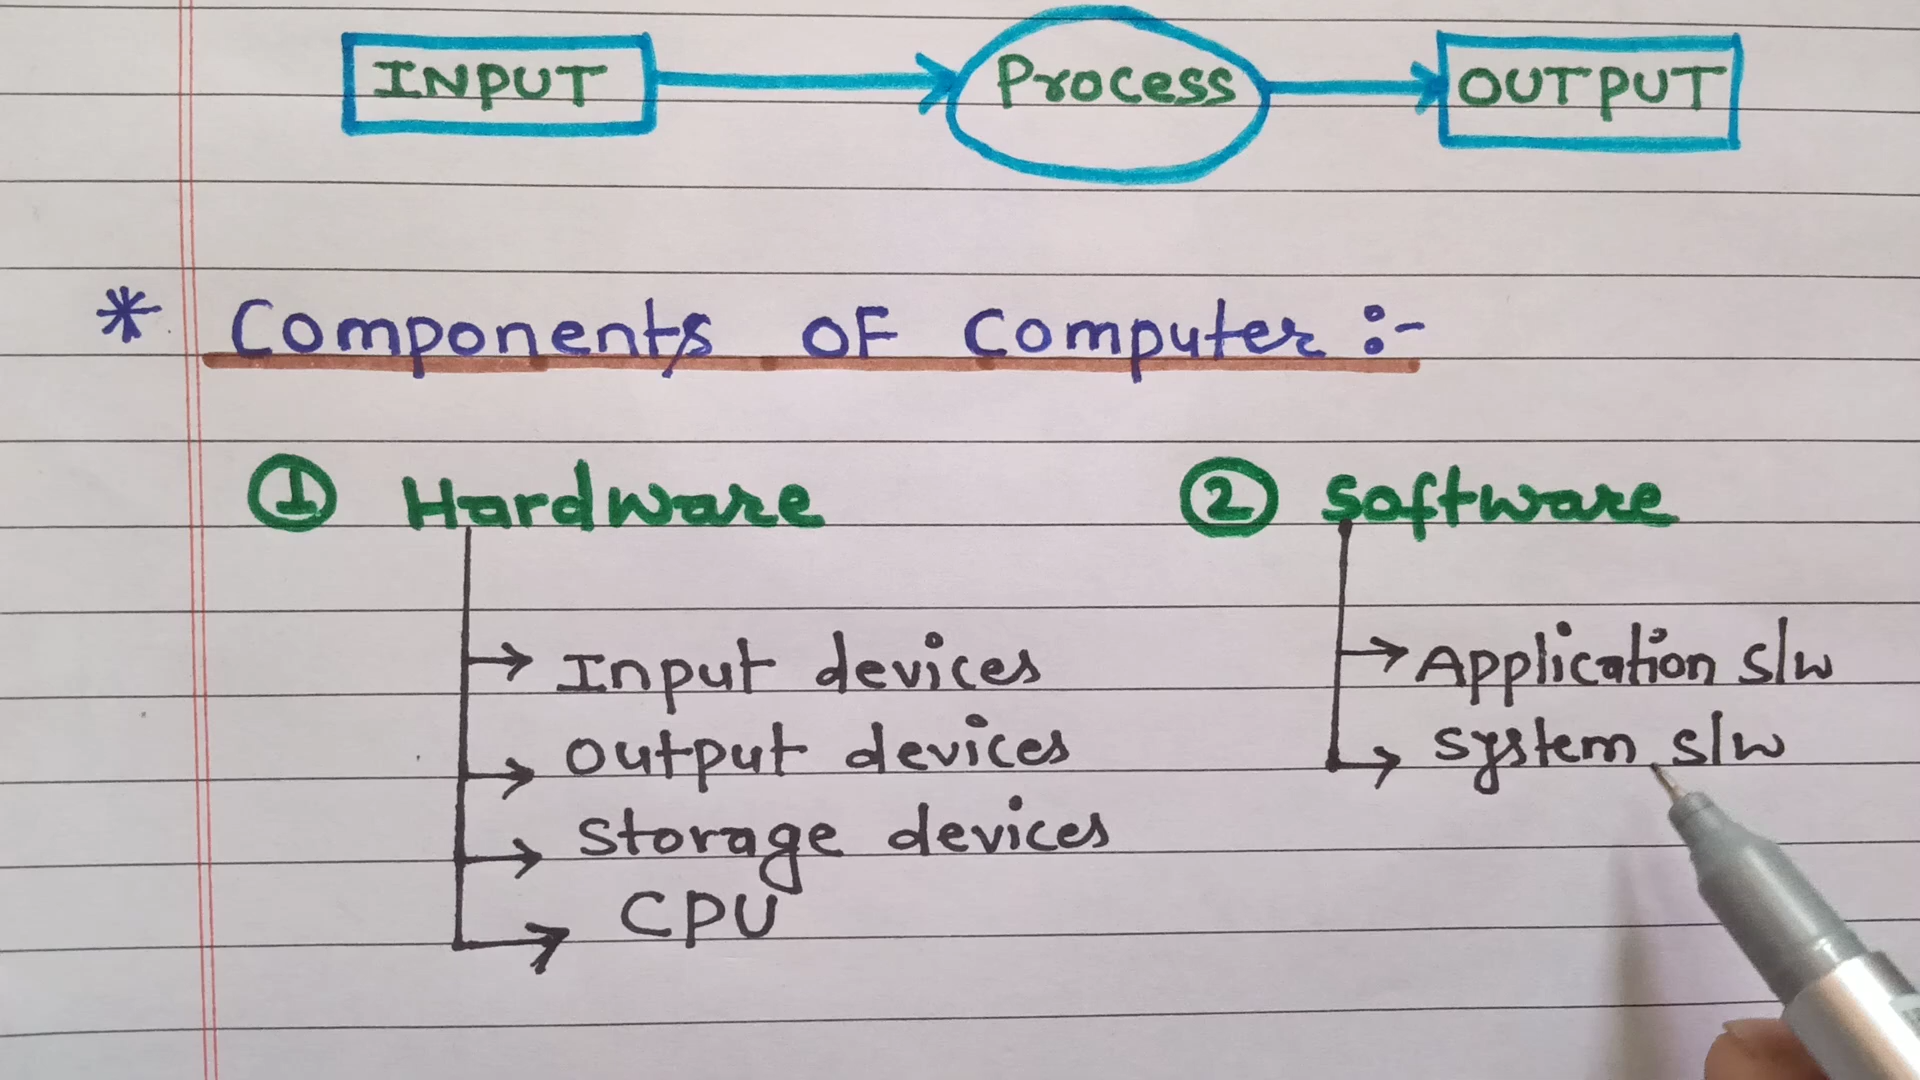 INPUT Process OUTPUT
* Components of computer :-
① Hardware
② Software
Input devices
Output devices
Storage devices
CPU
Application s/w
system s/w